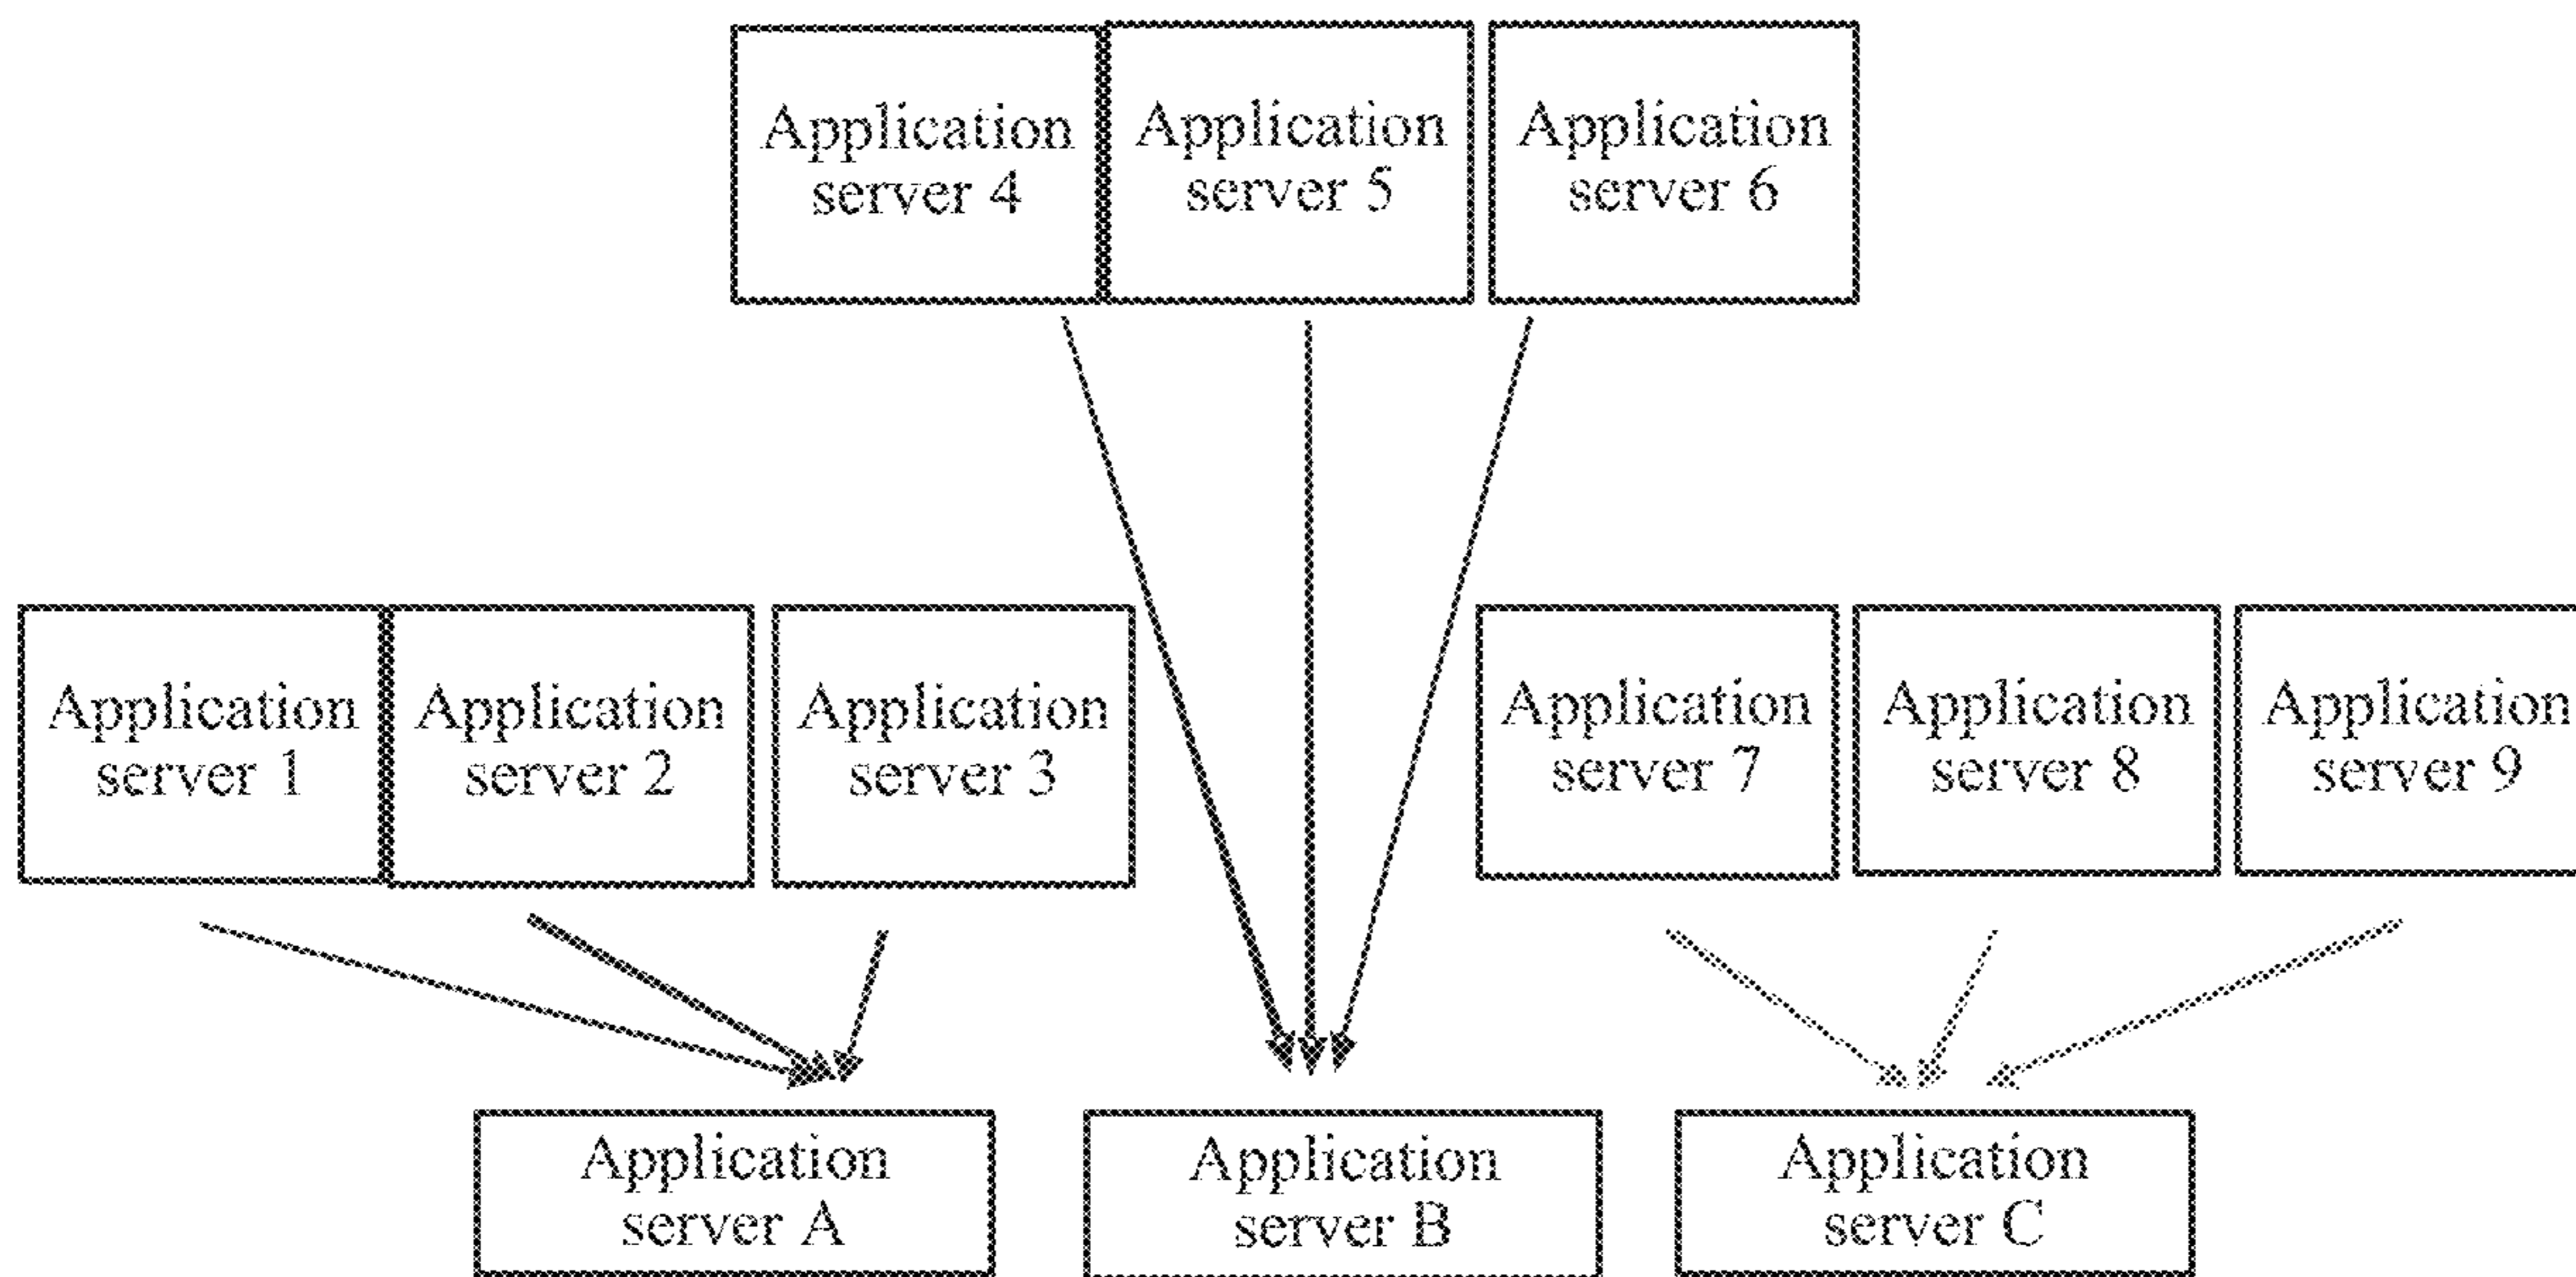 Application
server 4
Application
server 5
Application
server 6
Application
server 1
Application
server 2
Application
server 3
Application
server 7
Application
server 8
Application
server 9
Application
server A
Application
server B
Application
server C